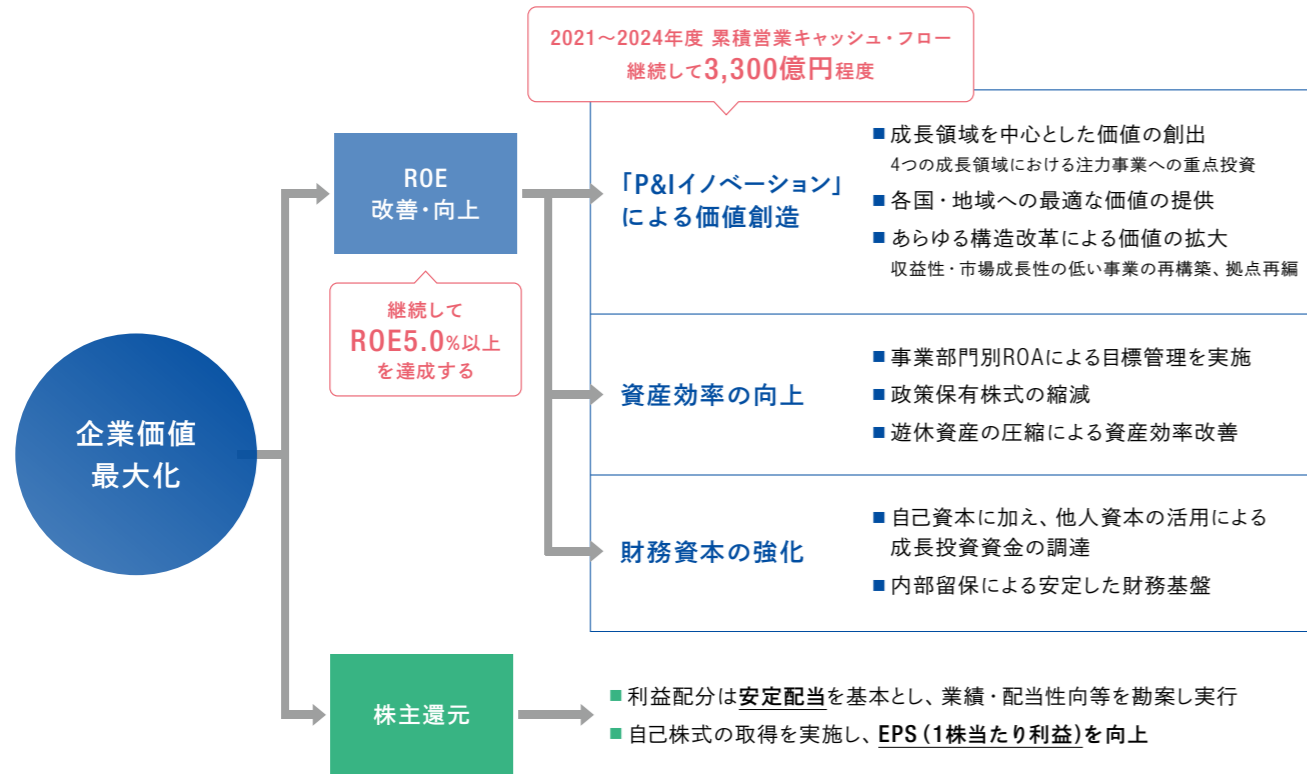 2021〜2024年度 累積営業キャッシュ・フロー
継続して3,300億円程度
企業価値
最大化
ROE
改善・向上
継続して
ROE5.0%以上
を達成する
「P&Iイノベーション」
による価値創造
■ 成長領域を中心とした価値の創出
4つの成長領域における注力事業への重点投資
■ 各国・地域への最適な価値の提供
■ あらゆる構造改革による価値の拡大
収益性・市場成長性の低い事業の再構築、拠点再編
資産効率の向上
■ 事業部門別ROAによる目標管理を実施
■ 政策保有株式の縮減
■ 遊休資産の圧縮による資産効率改善
財務資本の強化
■ 自己資本に加え、他人資本の活用による
成長投資資金の調達
■ 内部留保による安定した財務基盤
株主還元
■ 利益配分は安定配当を基本とし、業績・配当性向等を勘案し実行
■ 自己株式の取得を実施し、EPS(1株当たり利益)を向上